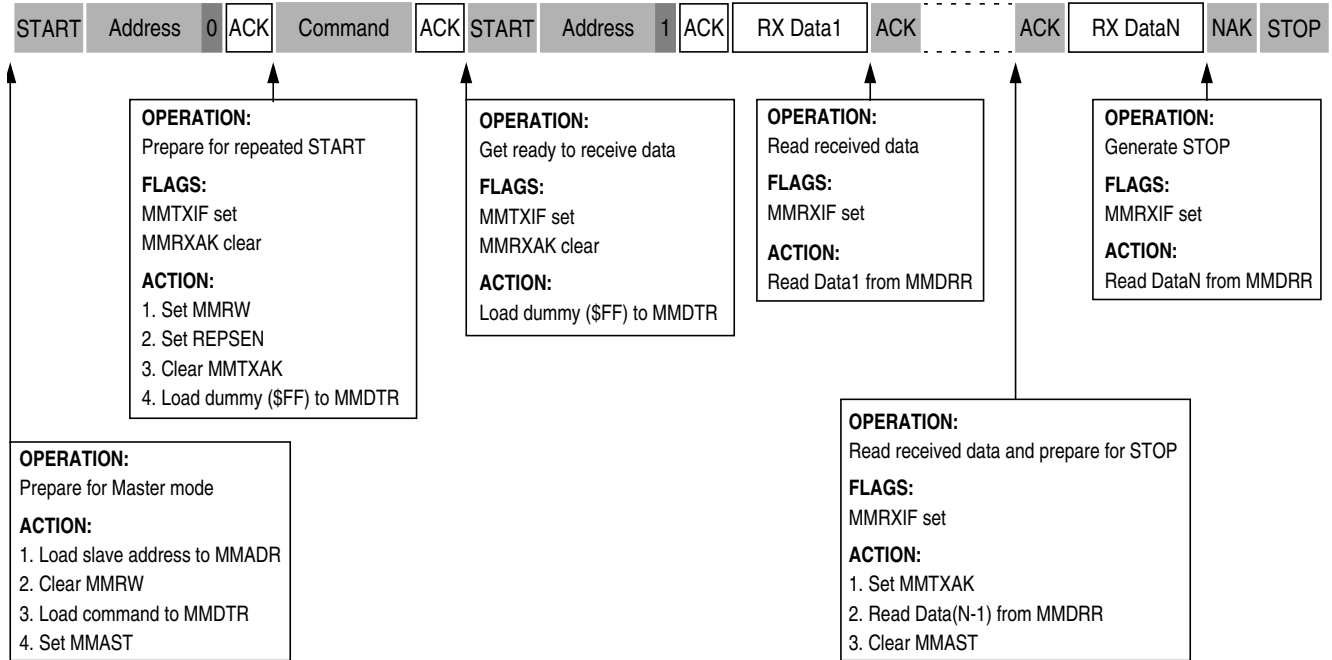 START Address 0 ACK Command ACK START Address 1 ACK RX Data1 ACK ACK RX DataN NAK STOP
OPERATION:
Prepare for repeated START
FLAGS:
MMTXIF set
MMRXAK clear
ACTION:
1. Set MMRW
2. Set REPSEN
3. Clear MMTXAK
4. Load dummy ($FF) to MMDTR
OPERATION:
Get ready to receive data
FLAGS:
MMTXIF set
MMRXAK clear
ACTION:
Load dummy ($FF) to MMDTR
OPERATION:
Read received data
FLAGS:
MMRXIF set
ACTION:
Read Data1 from MMDRR
OPERATION:
Generate STOP
FLAGS:
MMRXIF set
ACTION:
Read DataN from MMDRR
OPERATION:
Prepare for Master mode
ACTION:
1. Load slave address to MMADR
2. Clear MMRW
3. Load command to MMDTR
4. Set MMAST
OPERATION:
Read received data and prepare for STOP
FLAGS:
MMRXIF set
ACTION:
1. Set MMTXAK
2. Read Data(N-1) from MMDRR
3. Clear MMAST